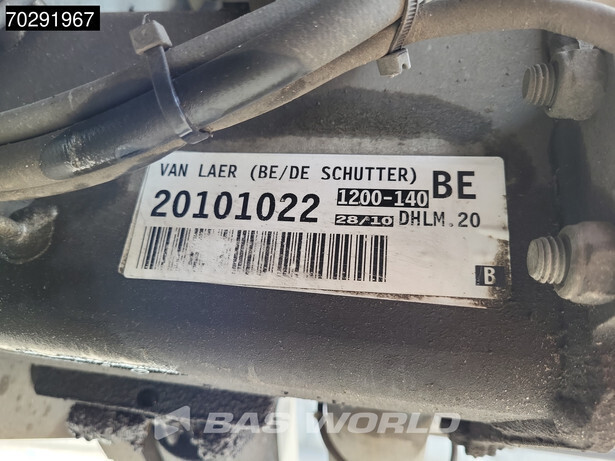 70291967
VAN LAER (BE/DE SCHUTTER)
BE
20101022
1200-140
28/10 DHLM.20
B
BAS WORLD